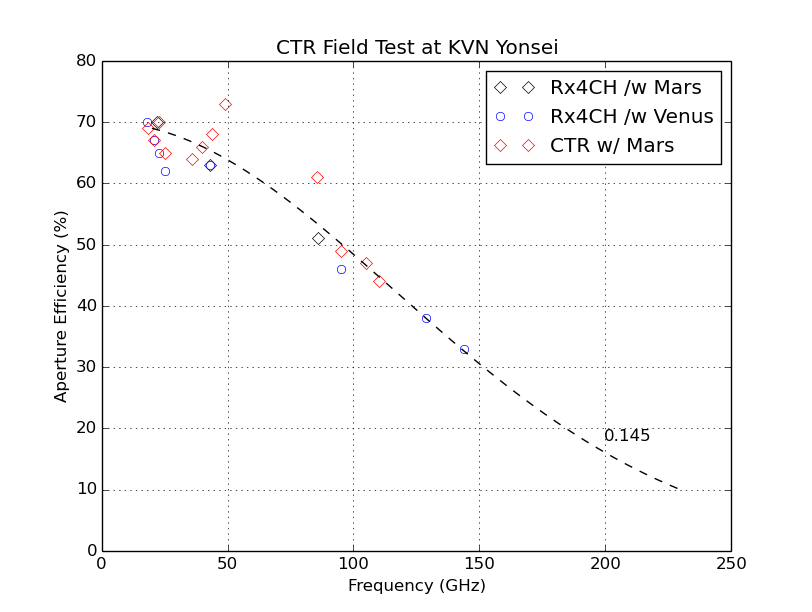 CTR Field Test at KVN Yonsei
80
70
60
50
40
30
20
10
0
Aperture Efficiency (%)
Rx4CH /w Mars
Rx4CH /w Venus
CTR w/ Mars
0.145
0
50
100
150
200
250
Frequency (GHz)